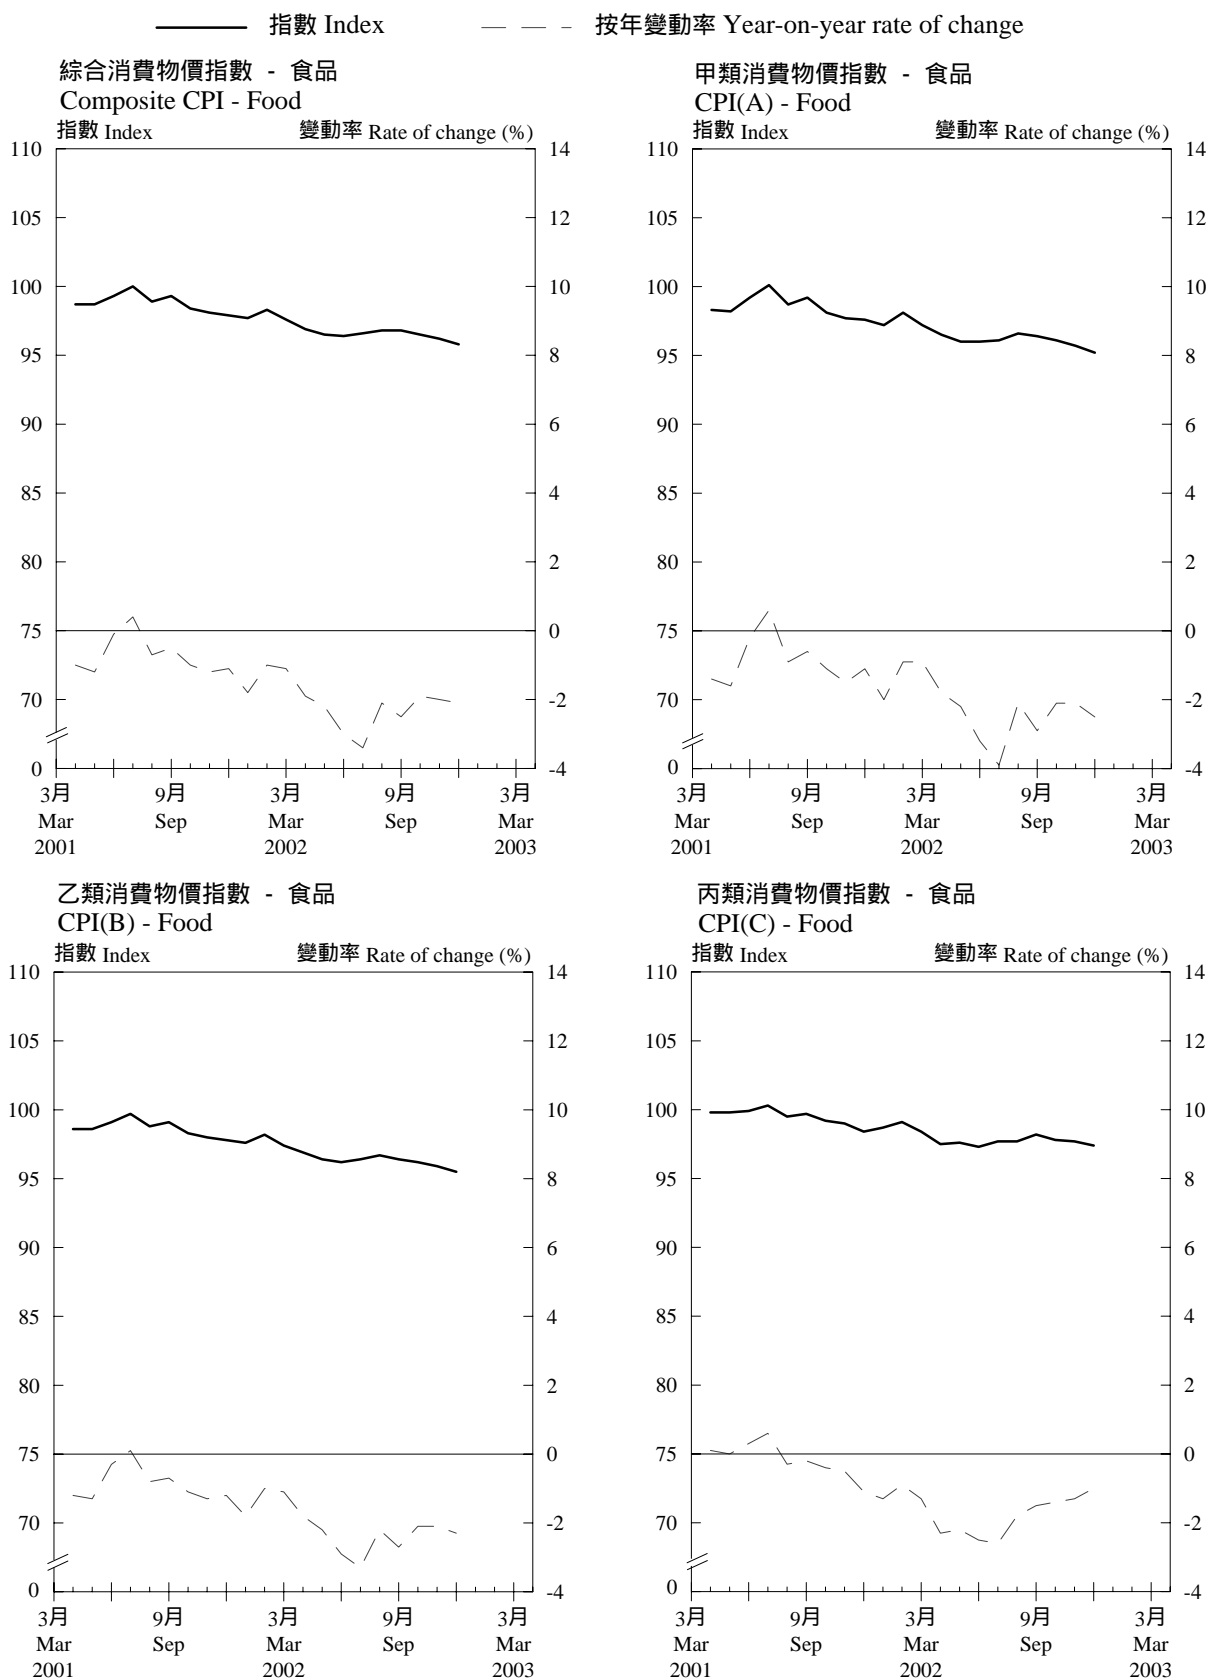 指數 Index
按年變動率 Year-on-year rate of change
綜合消費物價指數 - 食品
Composite CPI - Food
指數 Index 變動率 Rate of change (%)
110 14
105 12
100 10
95 8
90 6
85 4
80 2
75 0
70 -2
0 -4
3月 9月 3月 9月 3月
Mar Sep Mar Sep Mar
2001 2002 2003
甲類消費物價指數 - 食品
CPI(A) - Food
指數 Index 變動率 Rate of change (%)
110 14
105 12
100 10
95 8
90 6
85 4
80 2
75 0
70 -2
0 -4
3月 9月 3月 9月 3月
Mar Sep Mar Sep Mar
2001 2002 2003
乙類消費物價指數 - 食品
CPI(B) - Food
指數 Index 變動率 Rate of change (%)
110 14
105 12
100 10
95 8
90 6
85 4
80 2
75 0
70 -2
0 -4
3月 9月 3月 9月 3月
Mar Sep Mar Sep Mar
2001 2002 2003
丙類消費物價指數 - 食品
CPI(C) - Food
指數 Index 變動率 Rate of change (%)
110 14
105 12
100 10
95 8
90 6
85 4
80 2
75 0
70 -2
0 -4
3月 9月 3月 9月 3月
Mar Sep Mar Sep Mar
2001 2002 2003